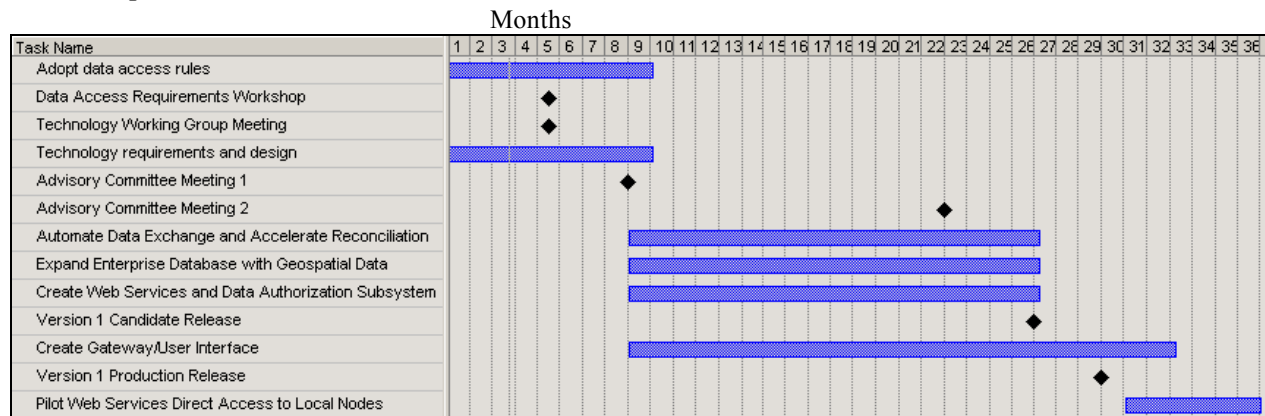 Months
Task Name 1 2 3 4 5 6 7 8 9 10 11 12 13 14 15 16 17 18 19 20 21 22 23 24 25 26 27 28 29 30 31 32 33 34 35 36
Adopt data access rules
Data Access Requirements Workshop
Technology Working Group Meeting
Technology requirements and design
Advisory Committee Meeting 1
Advisory Committee Meeting 2
Automate Data Exchange and Accelerate Reconciliation
Expand Enterprise Database with Geospatial Data
Create Web Services and Data Authorization Subsystem
Version 1 Candidate Release
Create Gateway/User Interface
Version 1 Production Release
Pilot Web Services Direct Access to Local Nodes